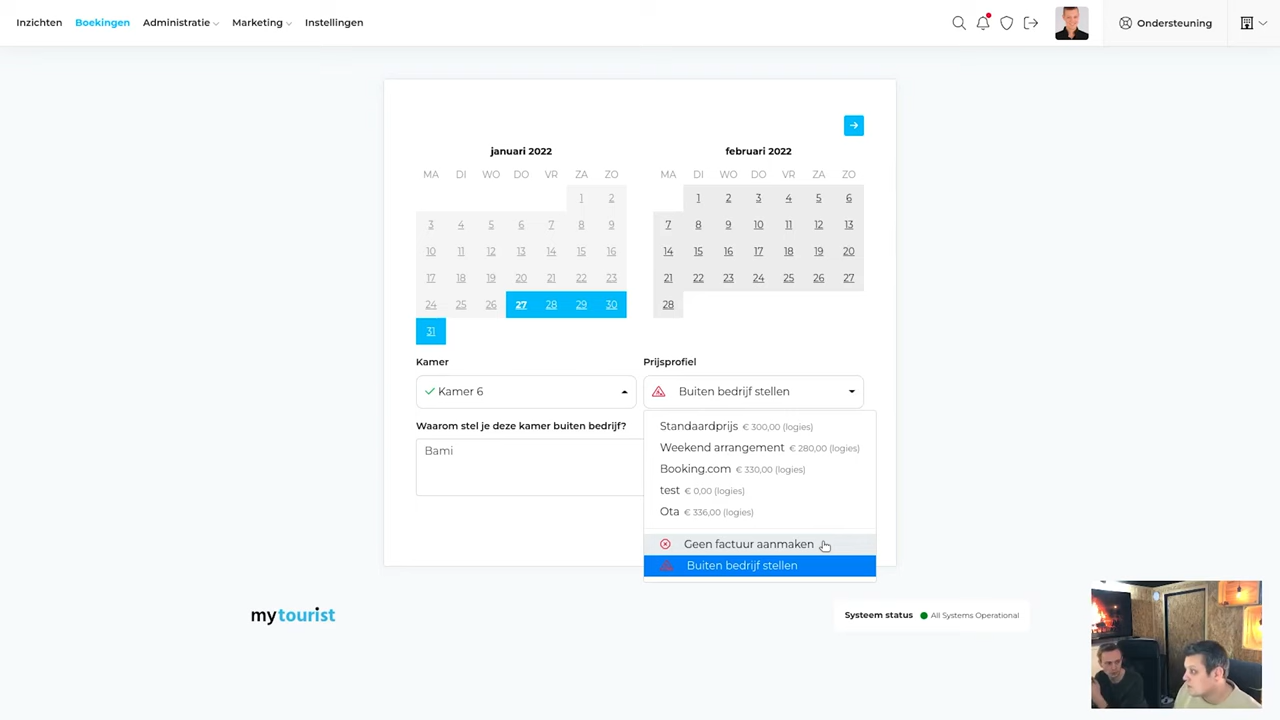 Inzichten Boekingen Administratie Marketing Instellingen Ondersteuning
januari 2022
MA DI WO DO VR ZA ZO
1 2
3 4 5 6 7 8 9
10 11 12 13 14 15 16
17 18 19 20 21 22 23
24 25 26 27 28 29 30
31
februari 2022
MA DI WO DO VR ZA ZO
1 2 3 4 5 6
7 8 9 10 11 12 13
14 15 16 17 18 19 20
21 22 23 24 25 26 27
28
Kamer
Kamer 6
Prijsprofiel
Buiten bedrijf stellen
Waarom stel je deze kamer buiten bedrijf?
Bami
Standaardprijs € 300,00 (logies)
Weekend arrangement € 280,00 (logies)
Booking.com € 330,00 (logies)
test € 0,00 (logies)
Ota € 336,00 (logies)
Geen factuur aanmaken
Buiten bedrijf stellen
mytourist
Systeem status All Systems Operational